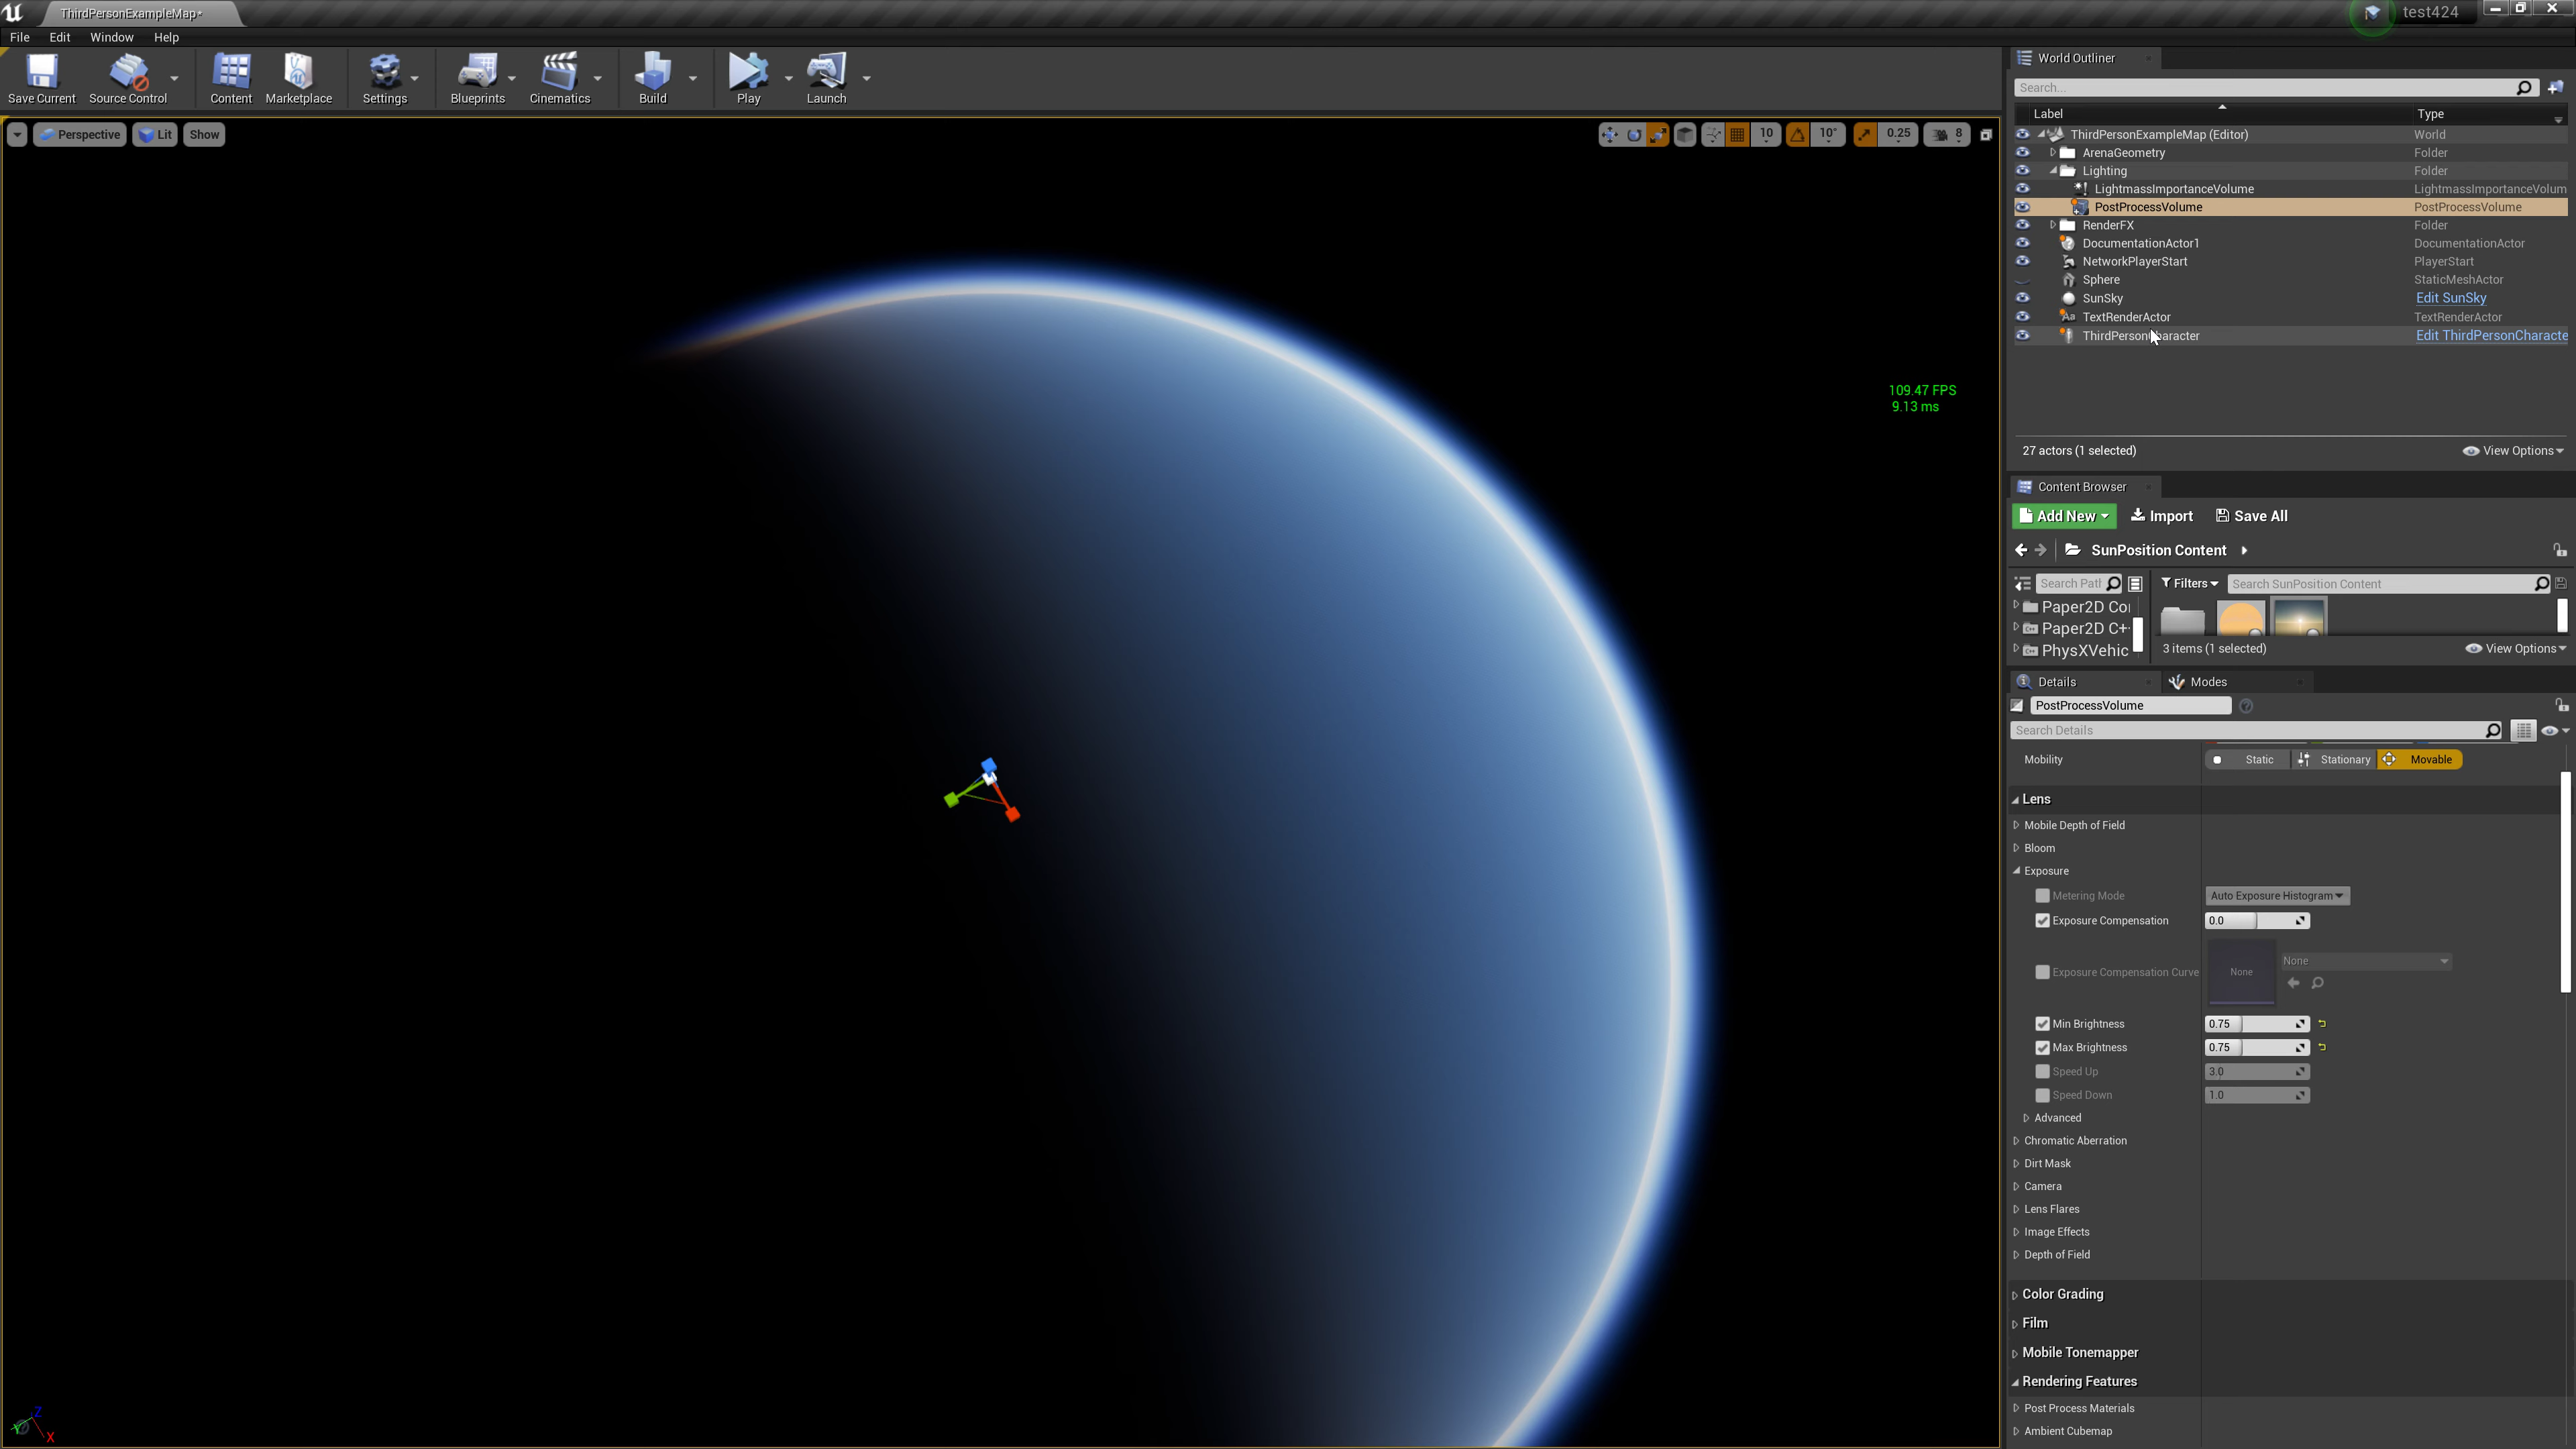 ThirdPersonExampleMap*
test424
File Edit Window Help
Save Current Source Control Content Marketplace Settings Blueprints Cinematics Build Play Launch
Perspective Lit Show
10 10° 0.25 8
109.47 FPS
9.13 ms
World Outliner
Search...
Label Type
ThirdPersonExampleMap (Editor) World
ArenaGeometry Folder
Lighting Folder
LightmassImportanceVolume LightmassImportanceVolum
PostProcessVolume PostProcessVolume
RenderFX Folder
DocumentationActor1 DocumentationActor
NetworkPlayerStart PlayerStart
Sphere StaticMeshActor
SunSky Edit SunSky
TextRenderActor TextRenderActor
ThirdPersonCharacter Edit ThirdPersonCharacte
27 actors (1 selected) View Options
Content Browser
Add New Import Save All
SunPosition Content
Search Pat Filters Search SunPosition Content
Paper2D Co
Paper2D C+
PhysXVehic
3 items (1 selected) View Options
Details Modes
PostProcessVolume
Search Details
Mobility Static Stationary Movable
Lens
Mobile Depth of Field
Bloom
Exposure
Metering Mode Auto Exposure Histogram
Exposure Compensation 0.0
Exposure Compensation Curve None None
Min Brightness 0.75
Max Brightness 0.75
Speed Up 3.0
Speed Down 1.0
Advanced
Chromatic Aberration
Dirt Mask
Camera
Lens Flares
Image Effects
Depth of Field
Color Grading
Film
Mobile Tonemapper
Rendering Features
Post Process Materials
Ambient Cubemap
Z
Y
X